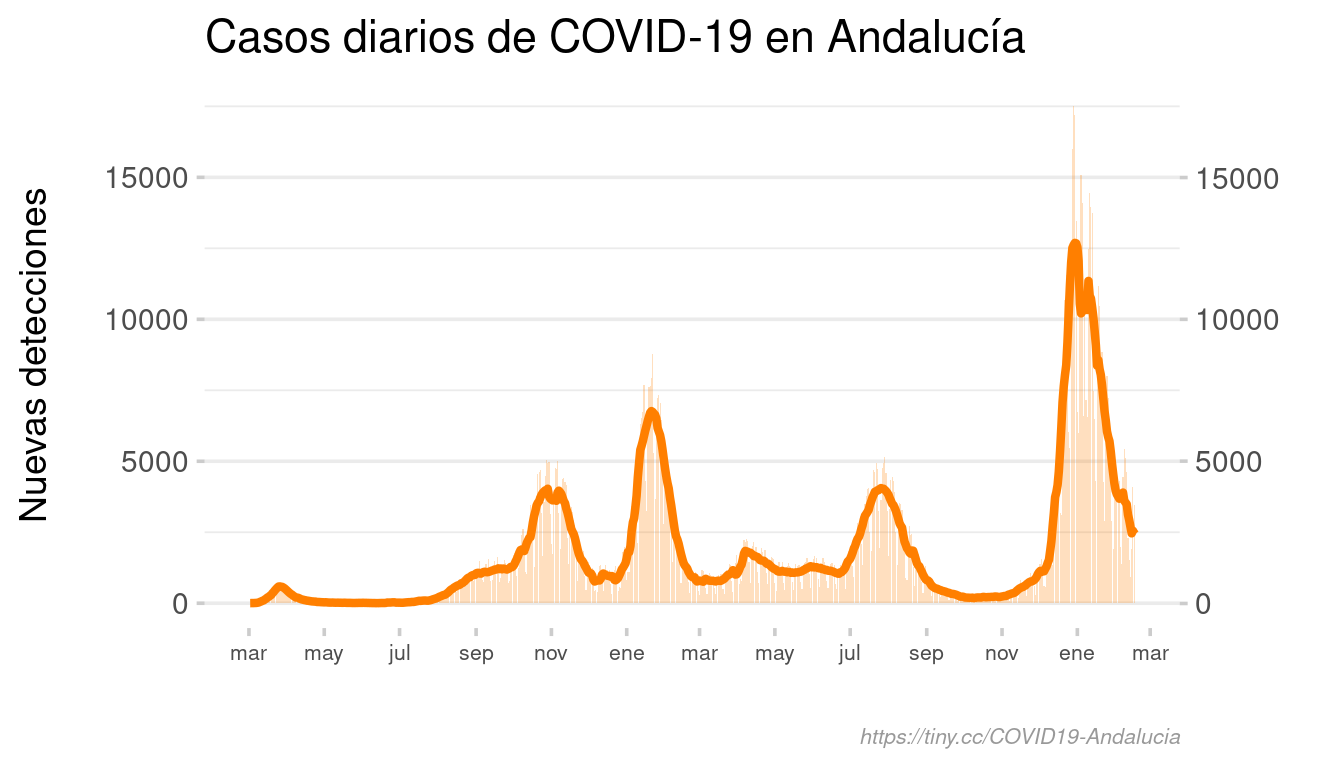 Casos diarios de COVID-19 en Andalucía
Nuevas detecciones
15000
10000
5000
0
15000
10000
5000
0
mar may jul sep nov ene mar may jul sep nov ene mar
https://tiny.cc/COVID19-Andalucia